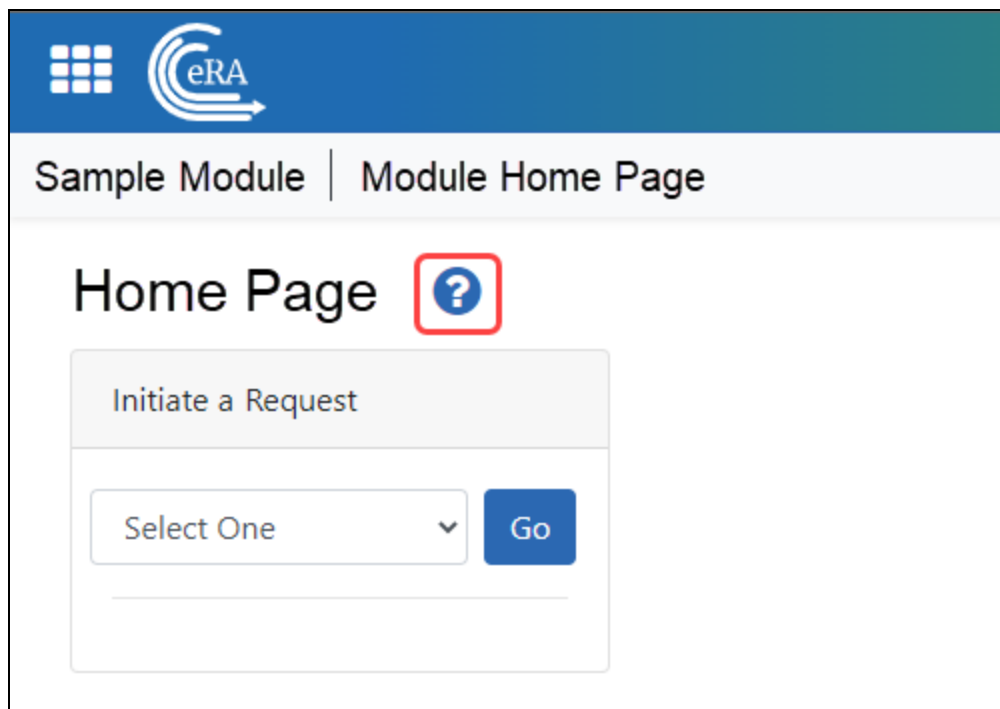 eRA
Sample Module | Module Home Page
Home Page ?
Initiate a Request
Select One Go